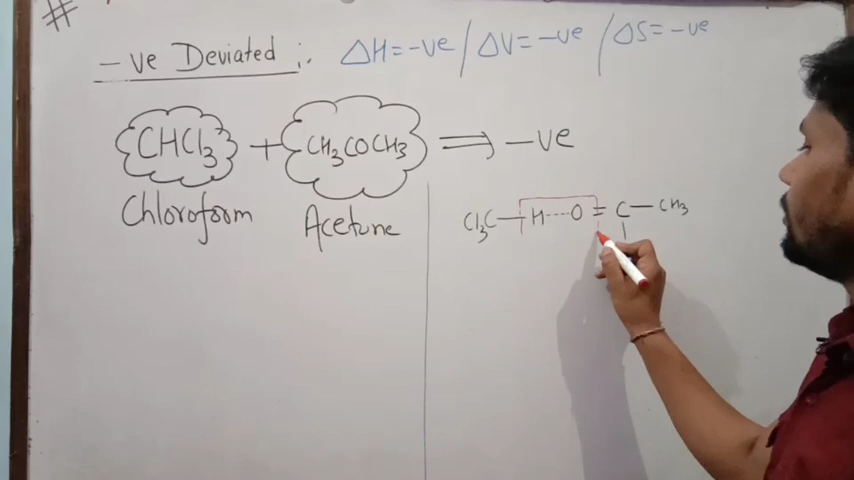 #
-ve Deviated :. ΔH=-ve / ΔV=-ve / ΔS=-ve
CHCl3 + CH3COCH3 ⇒ -ve
Chloroform Acetone
Cl3C-H---O=C-CH3